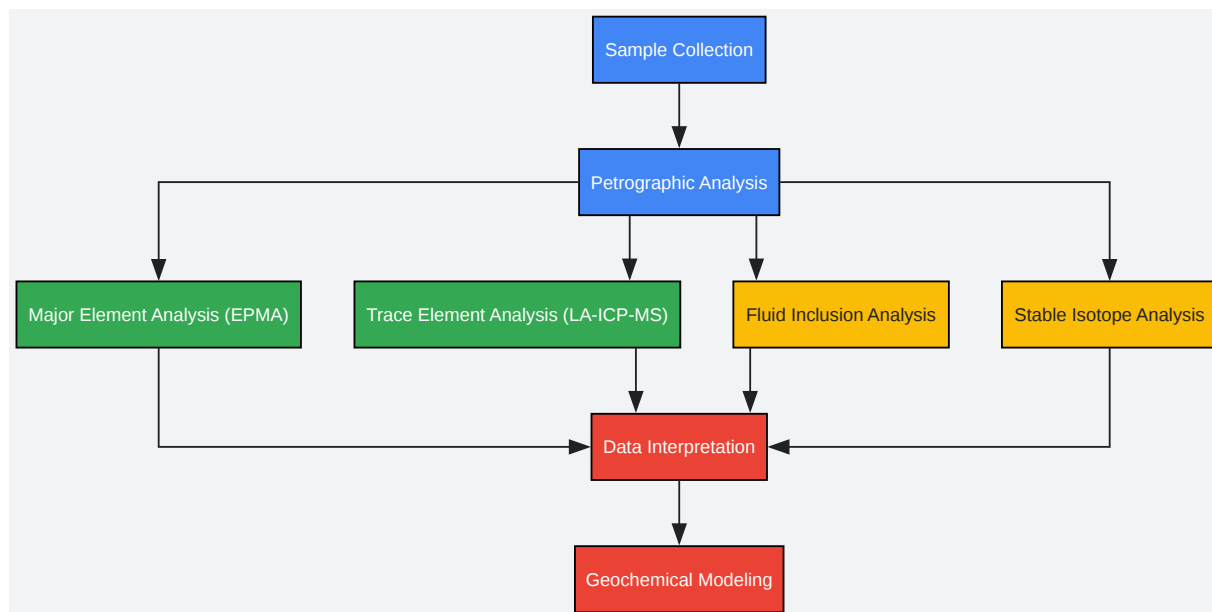 Sample Collection
Petrographic Analysis
Major Element Analysis (EPMA)
Trace Element Analysis (LA-ICP-MS)
Fluid Inclusion Analysis
Stable Isotope Analysis
Data Interpretation
Geochemical Modeling